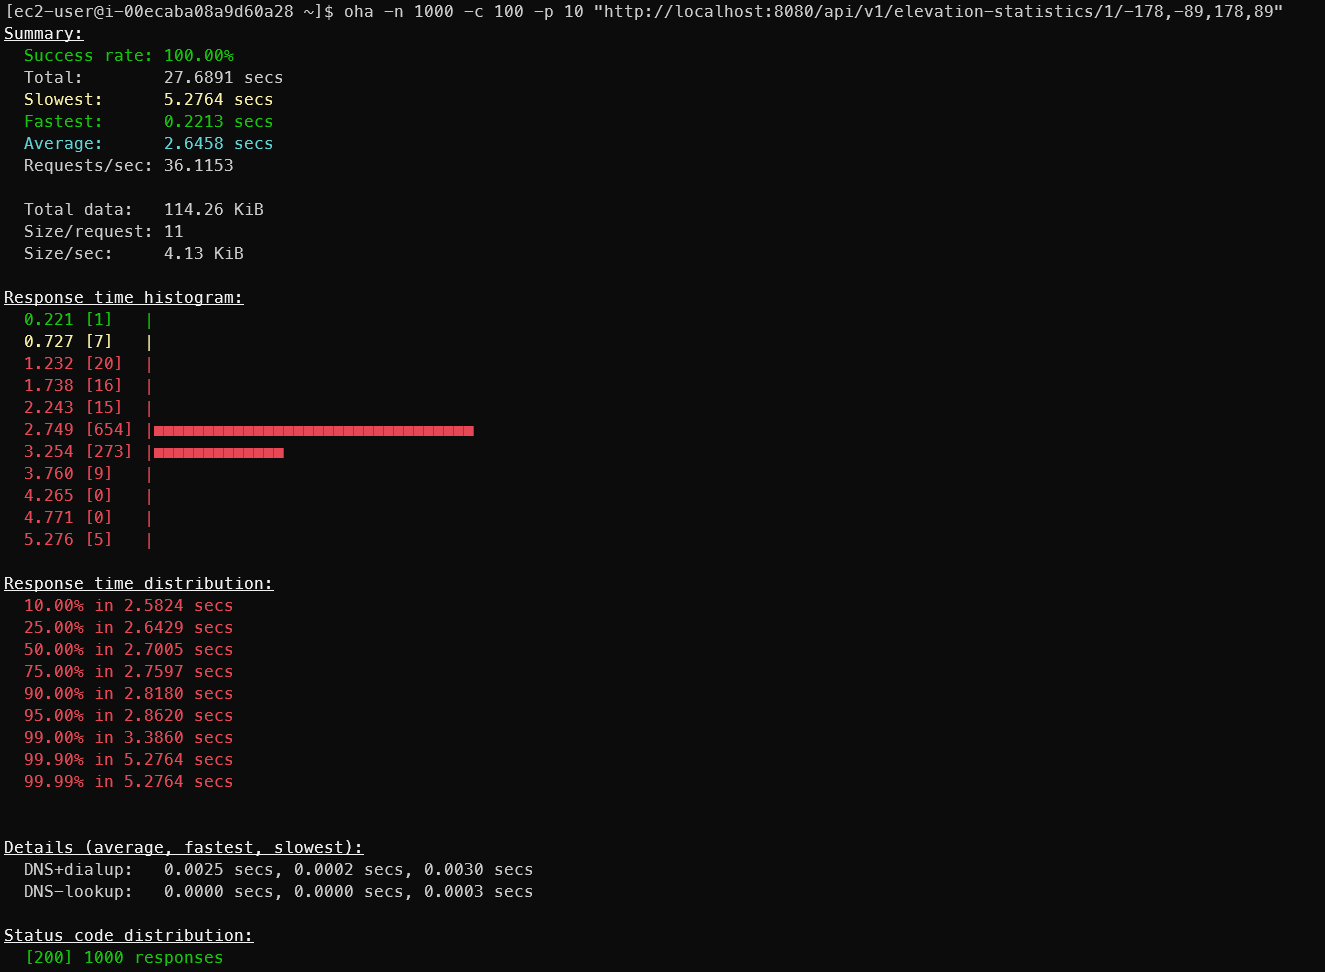 [ec2-user@i-00ecaba08a9d60a28 ~]$ oha -n 1000 -c 100 -p 10 "http://localhost:8080/api/v1/elevation-statistics/1/-178,-89,178,89"
Summary:
  Success rate: 100.00%
  Total:        27.6891 secs
  Slowest:      5.2764 secs
  Fastest:      0.2213 secs
  Average:      2.6458 secs
  Requests/sec: 36.1153

  Total data:   114.26 KiB
  Size/request: 11
  Size/sec:     4.13 KiB

Response time histogram:
  0.221 [1]   |
  0.727 [7]   |
  1.232 [20]  |
  1.738 [16]  |
  2.243 [15]  |
  2.749 [654] |■■■■■■■■■■■■■■■■■■■■■■■■■■■■■■■■
  3.254 [273] |■■■■■■■■■■■■■
  3.760 [9]   |
  4.265 [0]   |
  4.771 [0]   |
  5.276 [5]   |

Response time distribution:
  10.00% in 2.5824 secs
  25.00% in 2.6429 secs
  50.00% in 2.7005 secs
  75.00% in 2.7597 secs
  90.00% in 2.8180 secs
  95.00% in 2.8620 secs
  99.00% in 3.3860 secs
  99.90% in 5.2764 secs
  99.99% in 5.2764 secs

Details (average, fastest, slowest):
  DNS+dialup:   0.0025 secs, 0.0002 secs, 0.0030 secs
  DNS-lookup:   0.0000 secs, 0.0000 secs, 0.0003 secs

Status code distribution:
  [200] 1000 responses